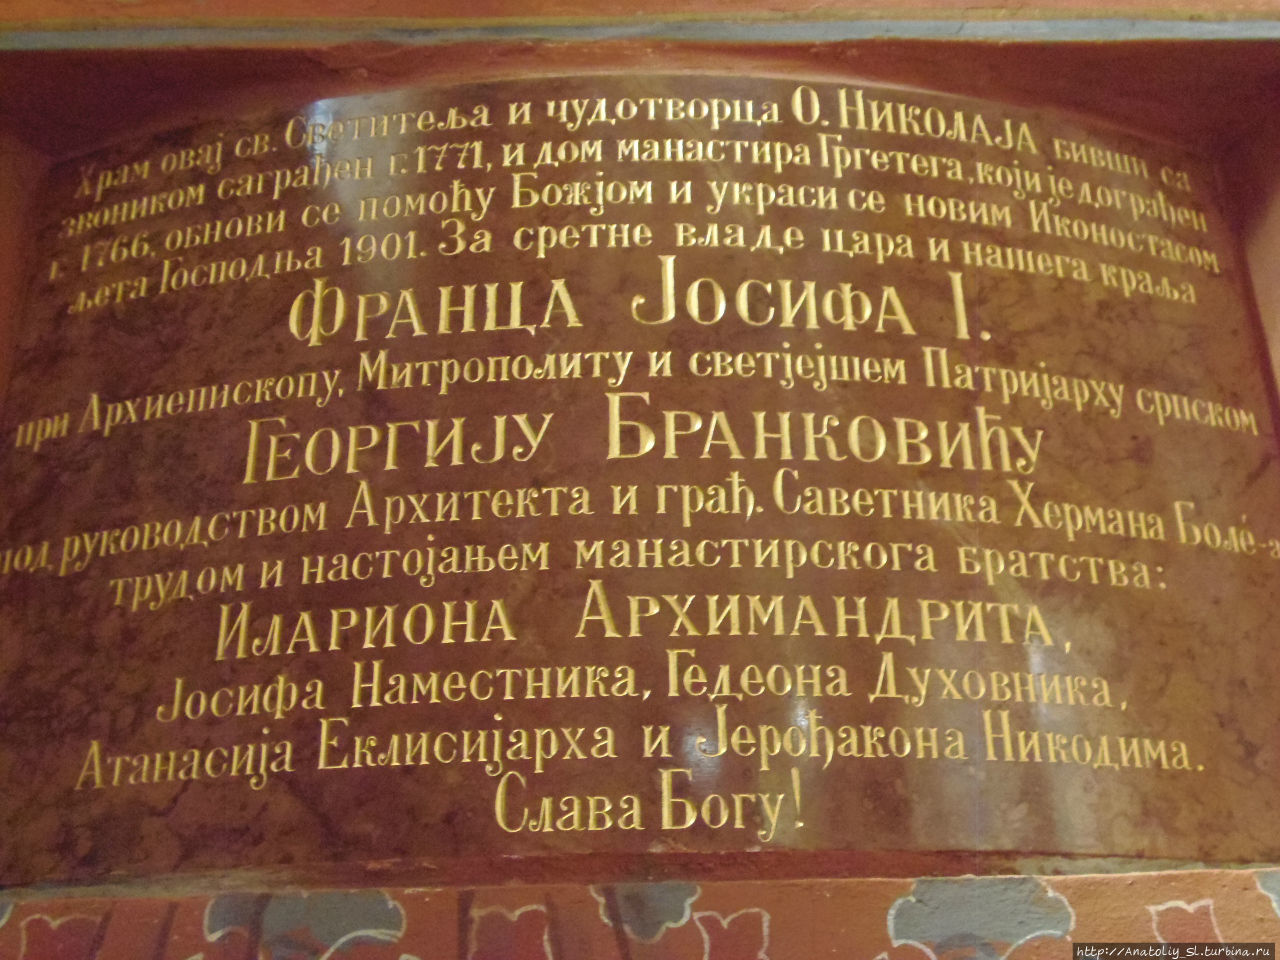 Храм овај св. Светитеља и чудотворца О. Николаја бивши са
звоником саграђен г. 1771, и дом манастира Гргетега, који је дограђен
г. 1766, обнови се помоћу Божјом и украси се новим Иконостасом
љета Господња 1901. За сретне владе цара и нашега краља
Франца Јосифа I.
при Архиепископу, Митрополиту и светјејшем Патријарху српском
Георгију Бранковићу
под руководством Архитекта и грађ. Саветника Хермана Боле́-а
трудом и настојањем манастирскога братства:
Илариона Архимандрита,
Јосифа Наместника, Гедеона Духовника,
Атанасија Еклисијарха и Јерођакона Никодима.
Слава Богу!
http://Anatoliy_Sl.turbina.ru